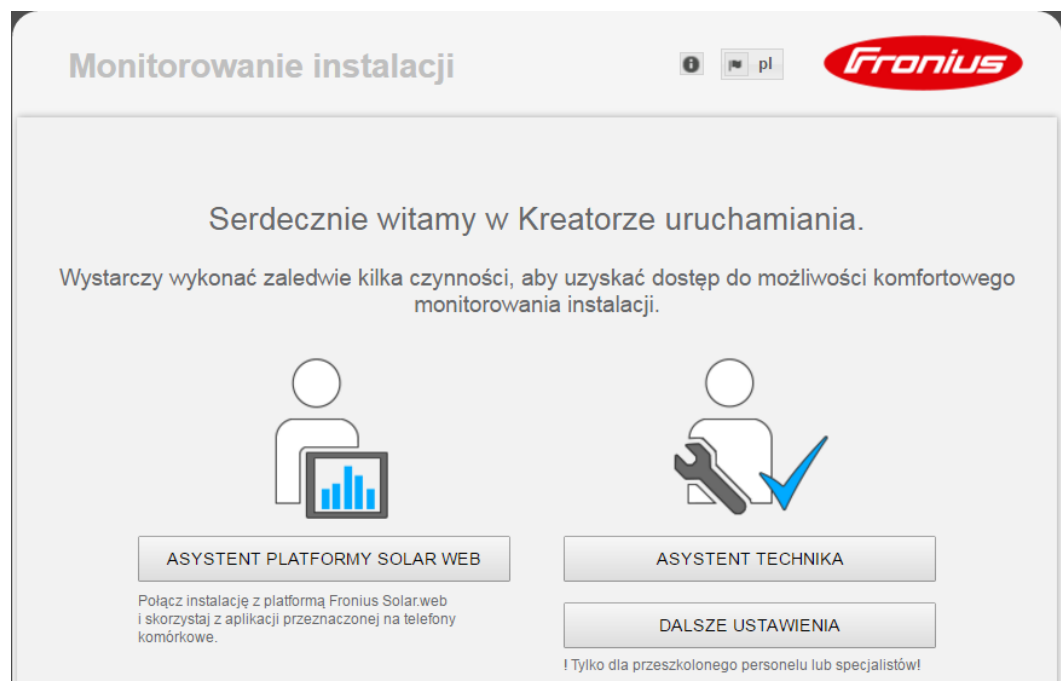 Monitorowanie instalacji
pl
Fronius
Serdecznie witamy w Kreatorze uruchamiania.
Wystarczy wykonać zaledwie kilka czynności, aby uzyskać dostęp do możliwości komfortowego
monitorowania instalacji.
ASYSTENT PLATFORMY SOLAR WEB
Połącz instalację z platformą Fronius Solar.web
i skorzystaj z aplikacji przeznaczonej na telefony
komórkowe.
ASYSTENT TECHNIKA
DALSZE USTAWIENIA
! Tylko dla przeszkolonego personelu lub specjalistów!